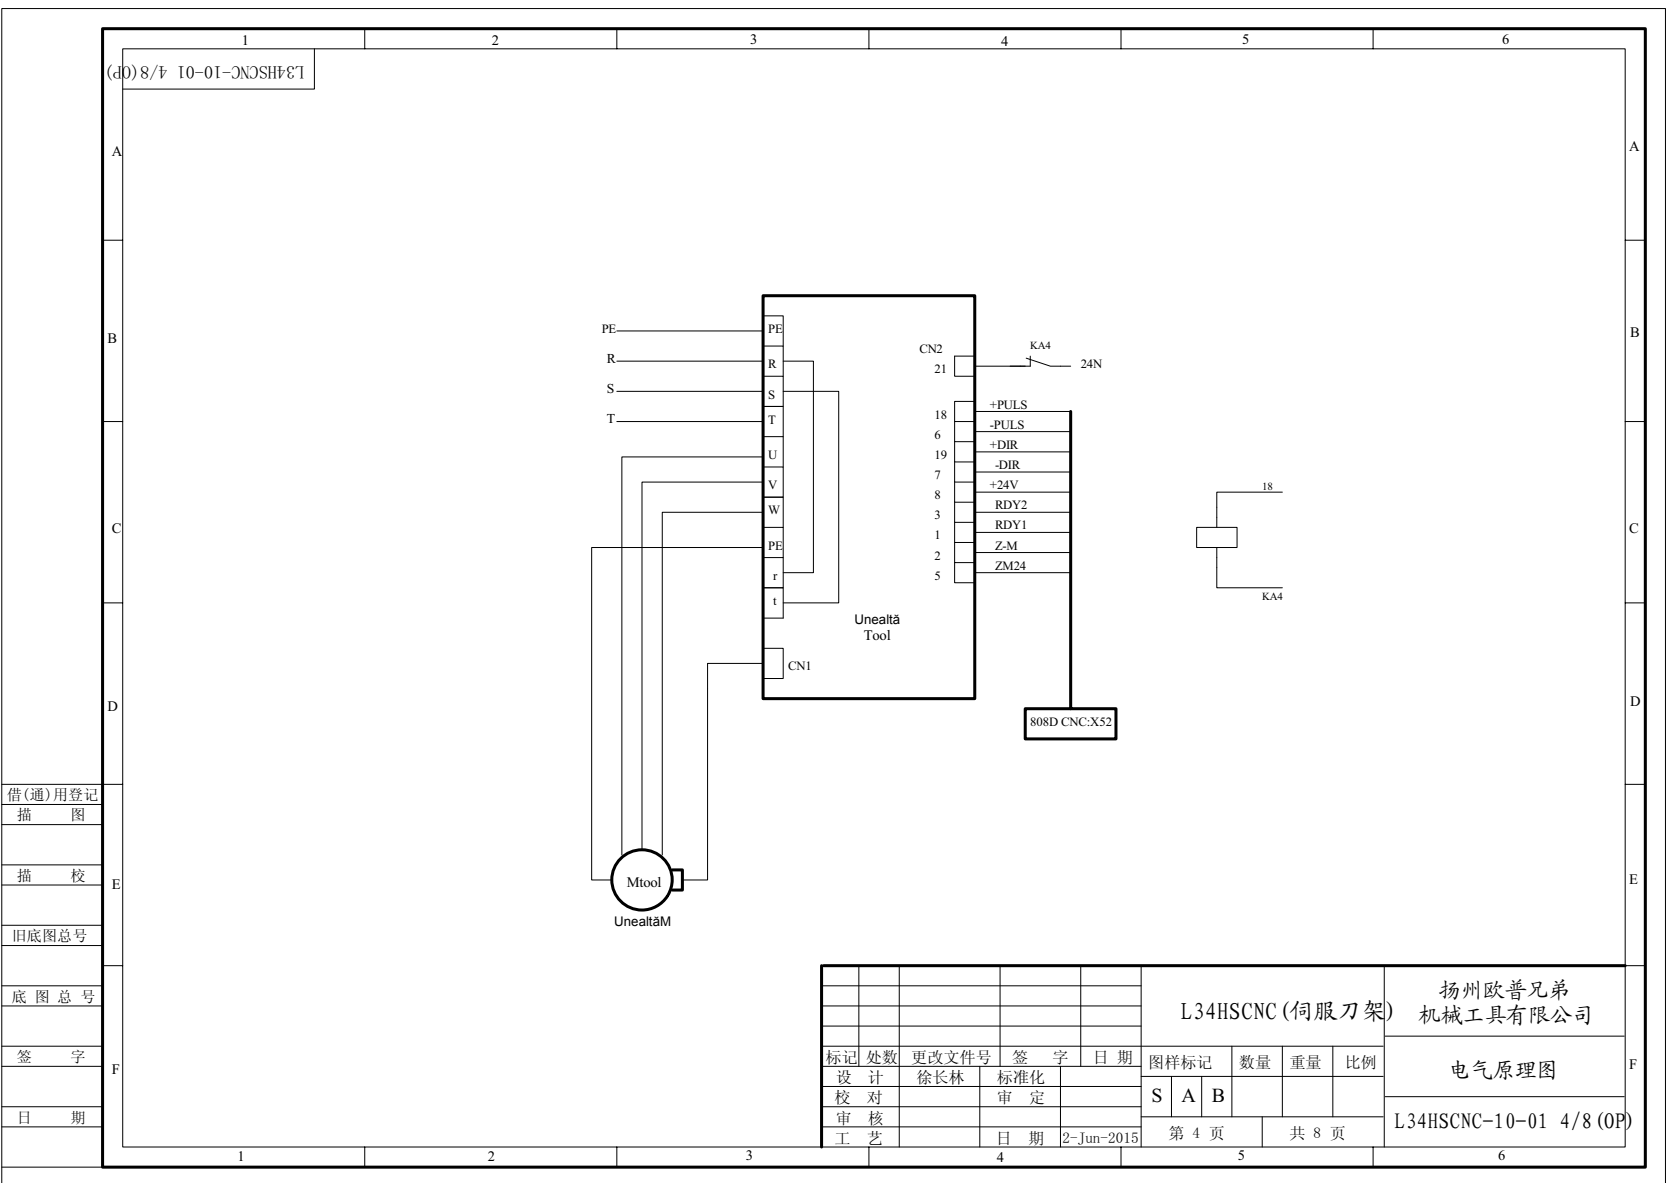 1 2 3 4 5 6
L34HSCNC-10-01 4/8(OP)
A A
B B
C C
D D
E E
F F
PE
R
S
T
PE
R
S
T
U
V
W
PE
r
t
CN1
Unealtă
Tool
CN2
21
KA4
24N
18 +PULS
6 -PULS
19 +DIR
7 -DIR
8 +24V
3 RDY2
1 RDY1
2 Z-M
5 ZM24
808D CNC:X52
18
KA4
Mtool
UnealtăM
借(通)用登记
描 图
描 校
旧底图总号
底图总号
签 字
日 期
标记 处数 更改文件号 签 字 日 期
设 计 徐长林 标准化
校 对 审 定
审 核
工 艺 日 期 2-Jun-2015
L34HSCNC(伺服刀架)
图样标记 数量 重量 比例
S A B
第 4 页 共 8 页
扬州欧普兄弟
机械工具有限公司
电气原理图
L34HSCNC-10-01 4/8(OP)
1 2 3 4 5 6